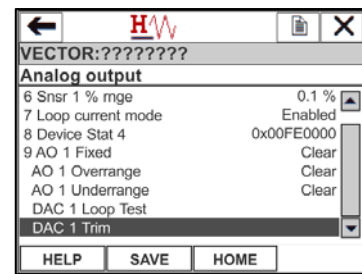 H
VECTOR:????????
Analog output
6 Snsr 1 % rnge 0.1 %
7 Loop current mode Enabled
8 Device Stat 4 0x00FE0000
9 AO 1 Fixed Clear
AO 1 Overrange Clear
AO 1 Underrange Clear
DAC 1 Loop Test
DAC 1 Trim
HELP SAVE HOME